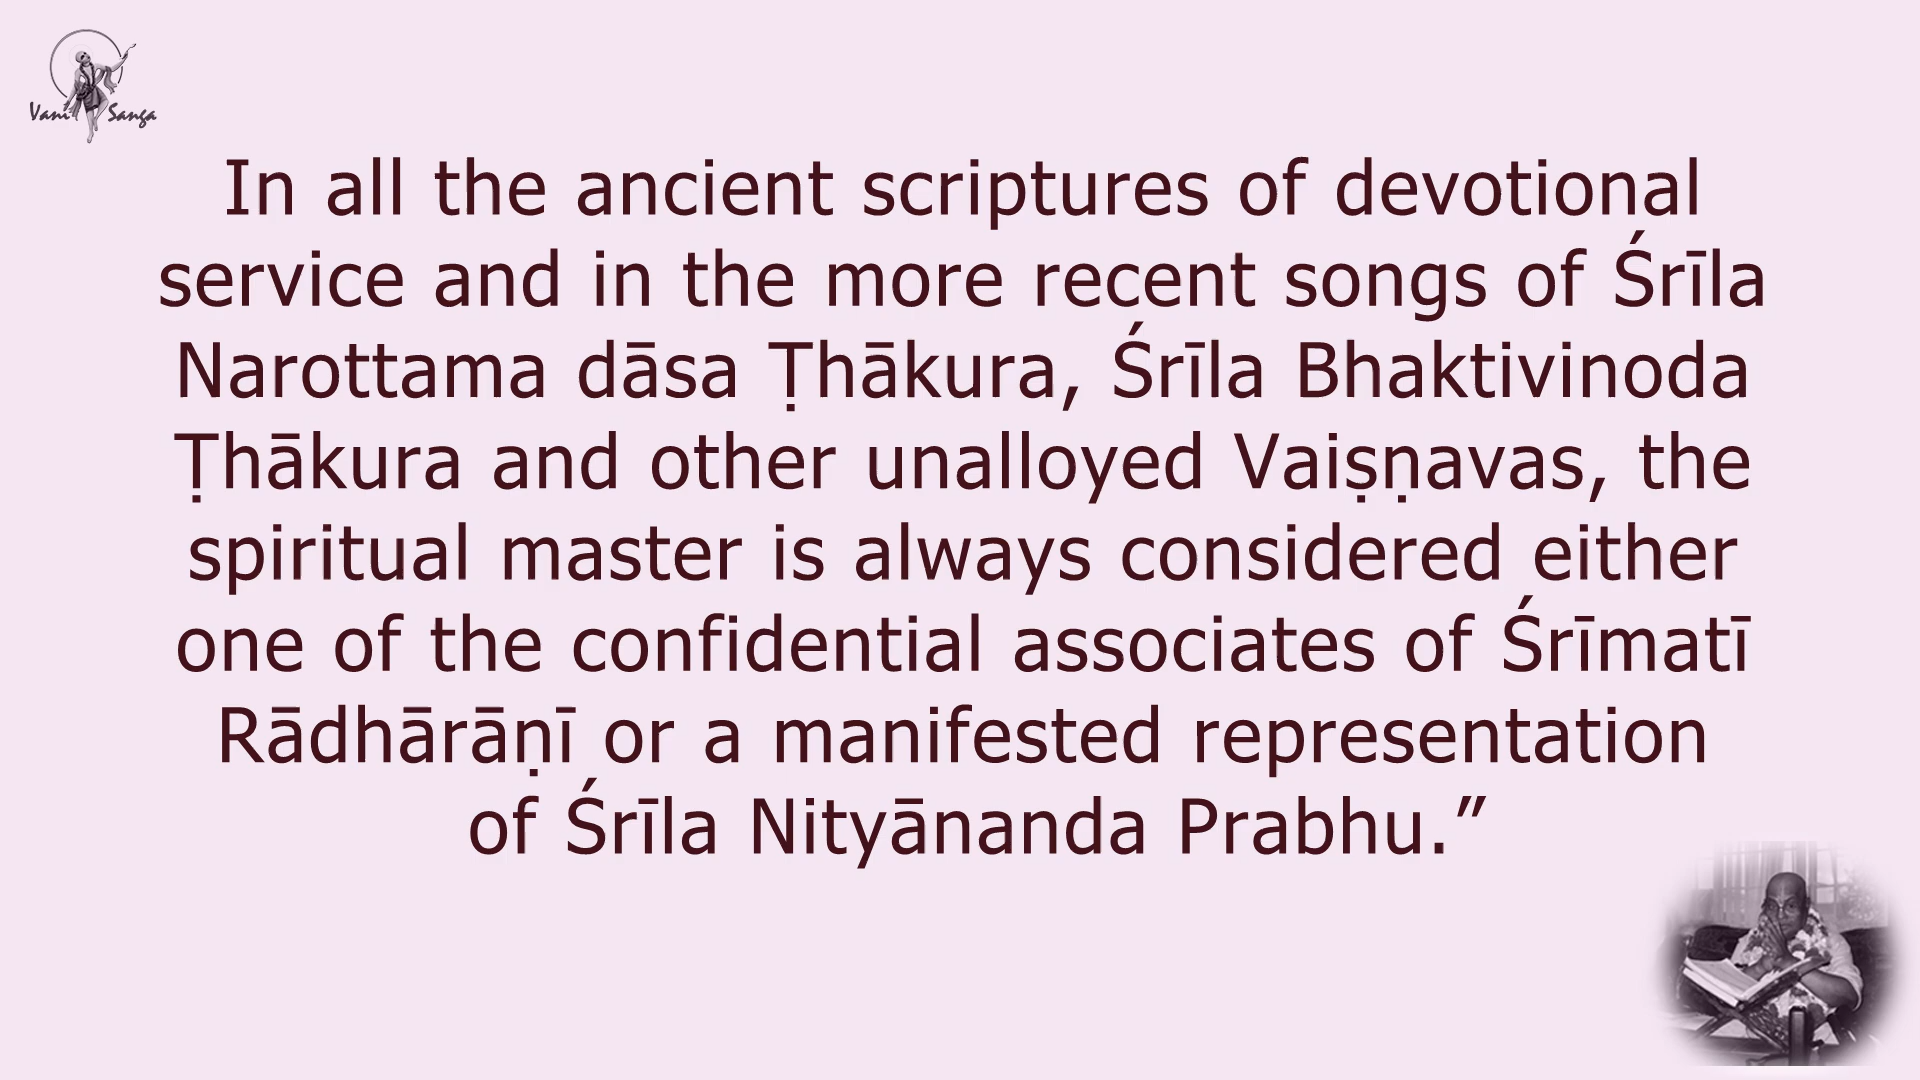 Vani Sanga
In all the ancient scriptures of devotional
service and in the more recent songs of Śrīla
Narottama dāsa Ṭhākura, Śrīla Bhaktivinoda
Ṭhākura and other unalloyed Vaiṣṇavas, the
spiritual master is always considered either
one of the confidential associates of Śrīmatī
Rādhārāṇī or a manifested representation
of Śrīla Nityānanda Prabhu.”